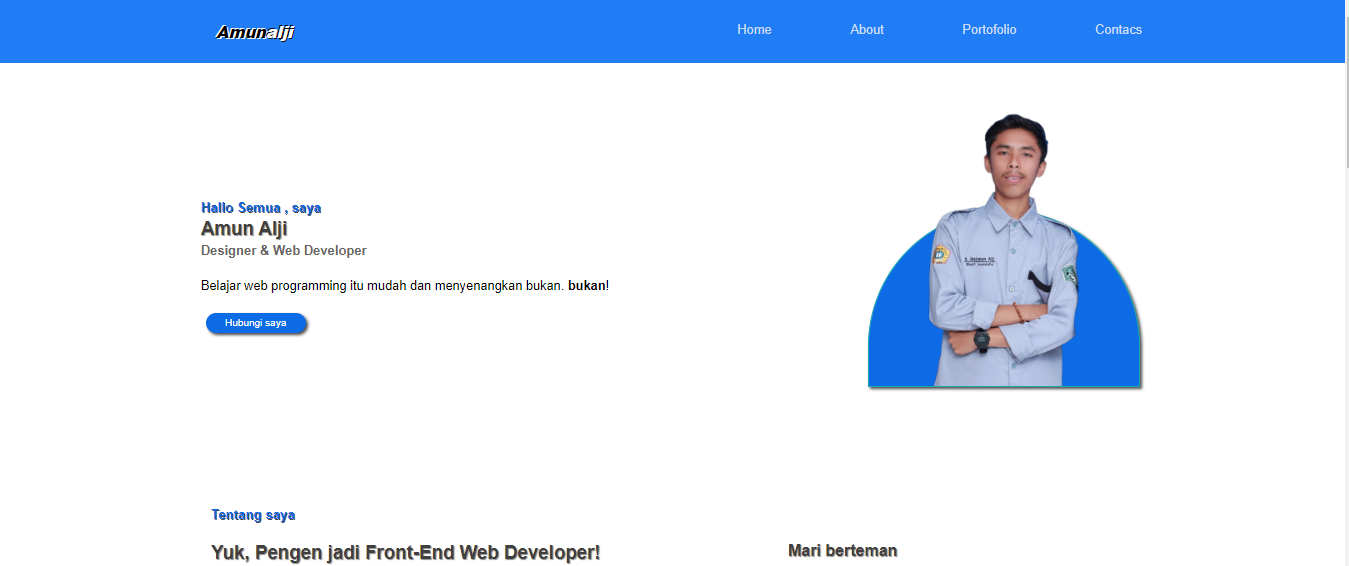 Amunalji
Home
About
Portofolio
Contacs
Hallo Semua , saya
Amun Alji
Designer & Web Developer
Belajar web programming itu mudah dan menyenangkan bukan. bukan!
Hubungi saya
Tentang saya
Yuk, Pengen jadi Front-End Web Developer!
Mari berteman